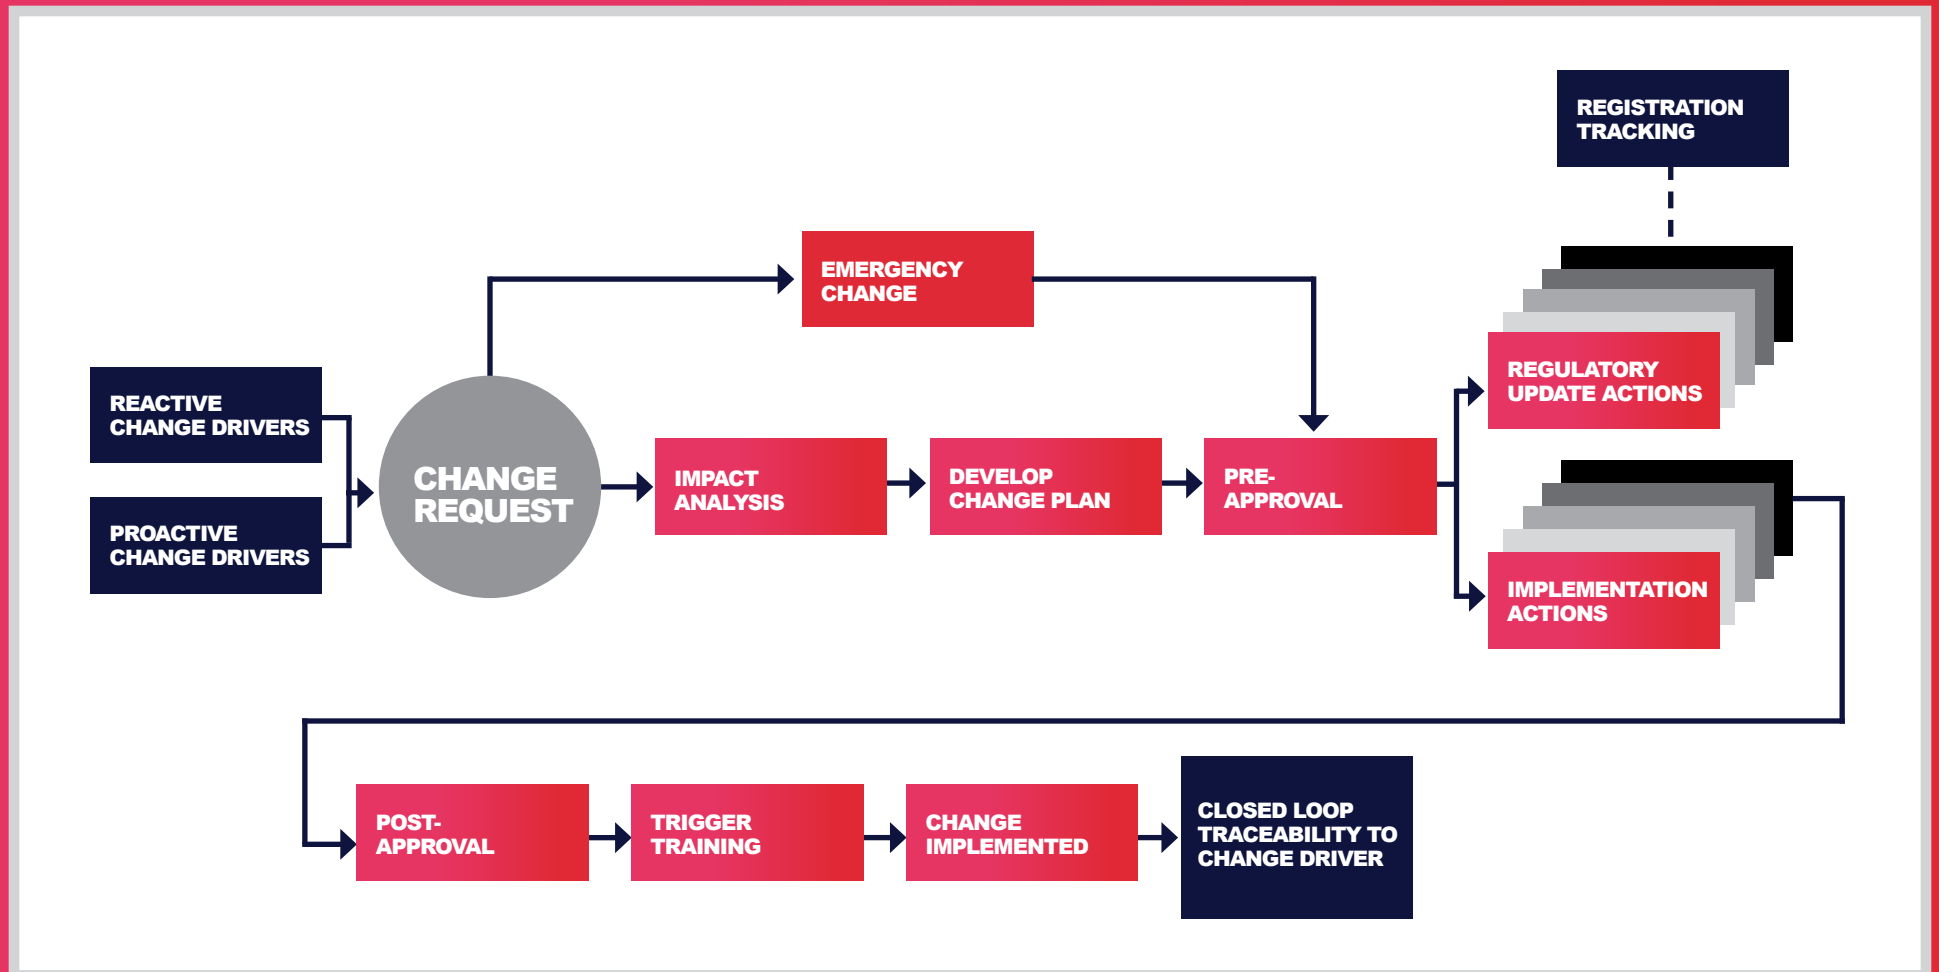 REGISTRATION
TRACKING
EMERGENCY
CHANGE
REACTIVE
CHANGE DRIVERS
PROACTIVE
CHANGE DRIVERS
CHANGE
REQUEST
IMPACT
ANALYSIS
DEVELOP
CHANGE PLAN
PRE-
APPROVAL
REGULATORY
UPDATE ACTIONS
IMPLEMENTATION
ACTIONS
POST-
APPROVAL
TRIGGER
TRAINING
CHANGE
IMPLEMENTED
CLOSED LOOP
TRACEABILITY TO
CHANGE DRIVER